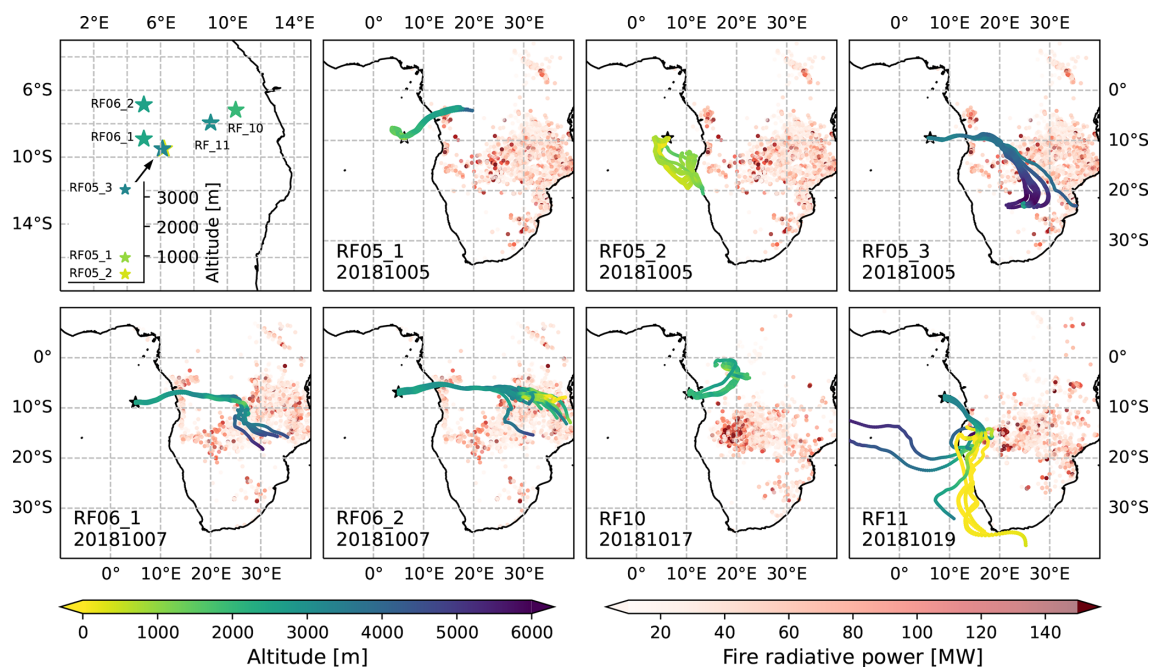 2°E 6°E 10°E 14°E
0° 10°E 20°E 30°E
0° 10°E 20°E 30°E
0° 10°E 20°E 30°E
6°S
10°S
14°S
RF06_2
RF06_1
RF_10
RF_11
RF05_3
RF05_1
RF05_2
3000
2000
1000
Altitude [m]
RF05_1
20181005
RF05_2
20181005
RF05_3
20181005
0°
10°S
20°S
30°S
0°
10°S
20°S
30°S
RF06_1
20181007
RF06_2
20181007
RF10
20181017
RF11
20181019
0°
10°S
20°S
30°S
0° 10°E 20°E 30°E
0° 10°E 20°E 30°E
0° 10°E 20°E 30°E
0° 10°E 20°E 30°E
0 1000 2000 3000 4000 5000 6000
Altitude [m]
20 40 60 80 100 120 140
Fire radiative power [MW]